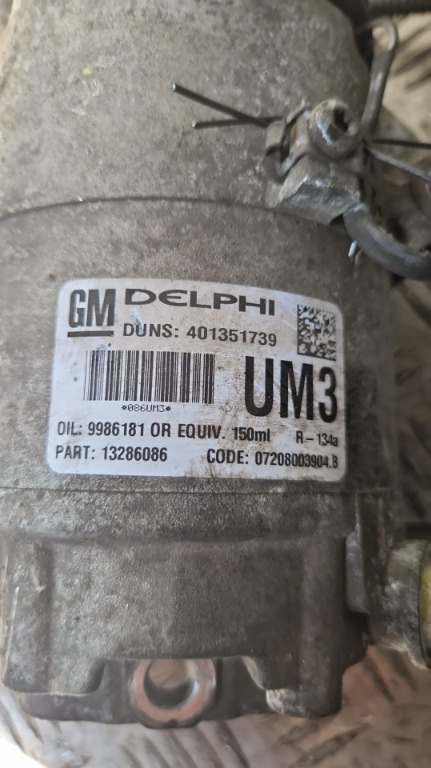 GM DELPHI
DUNS: 401351739
*086UM3*
UM3
OIL: 9986181 OR EQUIV. 150ml R-134a
PART: 13286086 CODE: 07208003904.B